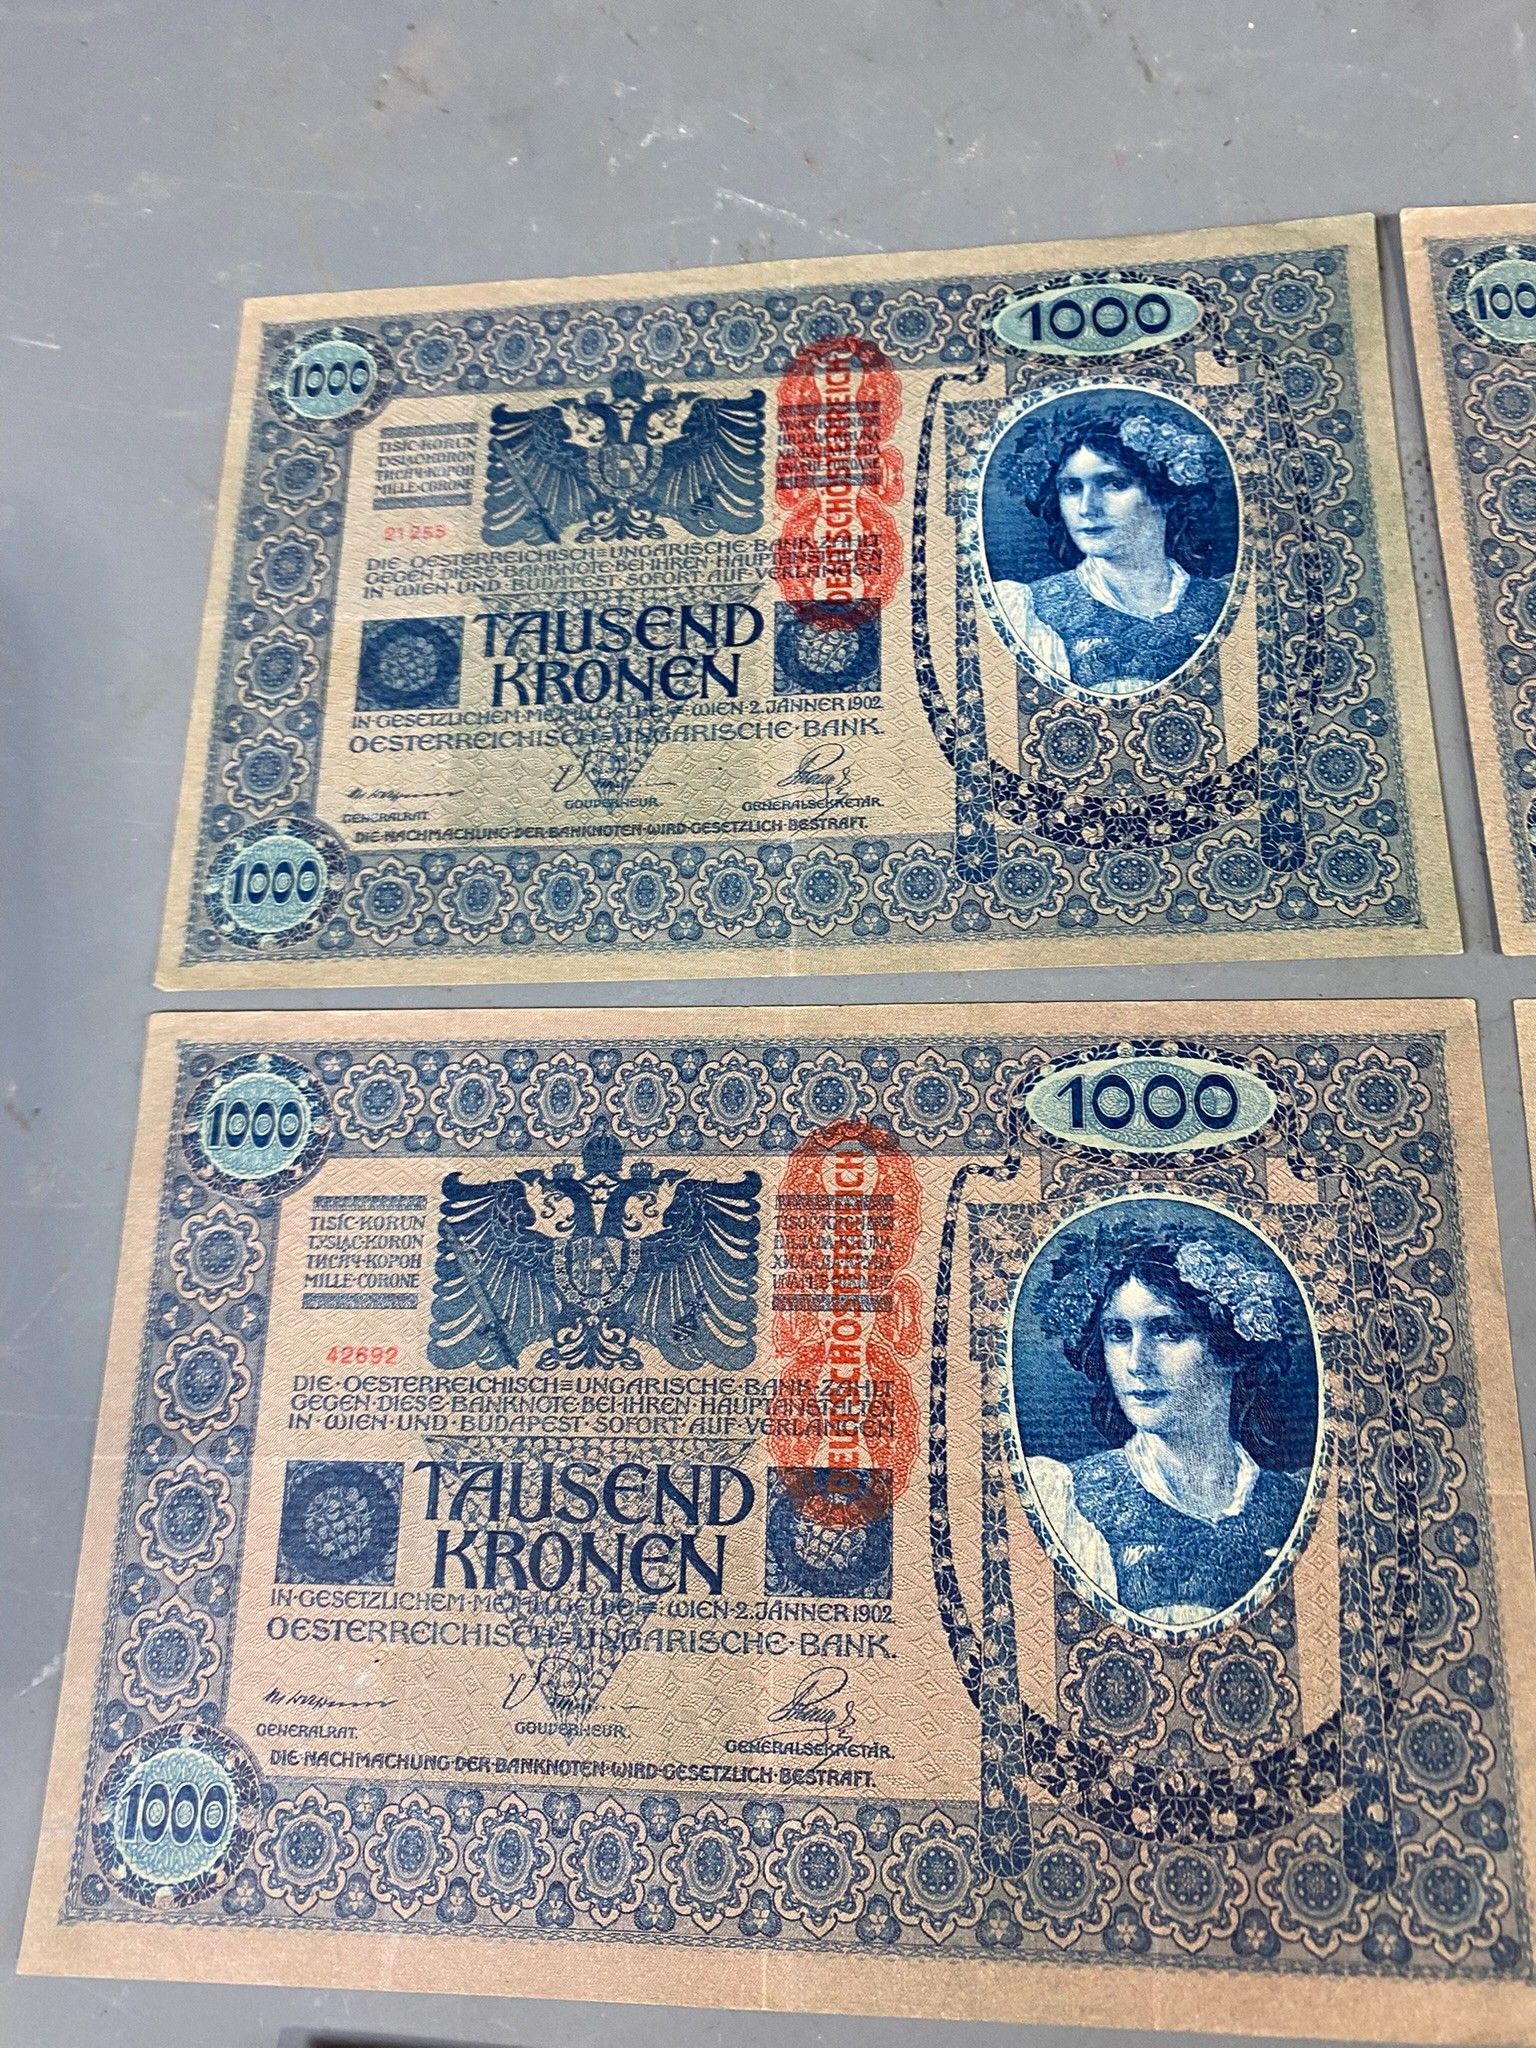 1000
1000
TISÍC·KORUN
TYSIĄC·KORON
ТИСЯЧ·КОРОН
MILLE·CORONE
DEUTSCHÖSTERREICH
21255
DIE·OESTERREICHISCH=UNGARISCHE·BANK·ZAHLT
GEGEN·DIESE·BANKNOTE·BEI·IHREN·HAUPTANSTALTEN
IN·WIEN·UND·BUDAPEST·SOFORT·AUF·VERLANGEN
TAUSEND
KRONEN
IN·GESETZLICHEM·METALLGELDE=:WIEN·2.JÄNNER 1902
OESTERREICHISCH=UNGARISCHE·BANK.
GENERALRAT.
GOUVERNEUR.
GENERALSEKRETÄR.
DIE·NACHMACHUNG·DER·BANKNOTEN·WIRD·GESETZLICH·BESTRAFT.
1000
100
1000
1000
TISÍC·KORUN
TYSIĄC·KORON
ТИСЯЧ·КОРОН
MILLE·CORONE
DEUTSCHÖSTERREICH
42692
DIE·OESTERREICHISCH=UNGARISCHE·BANK·ZAHLT
GEGEN·DIESE·BANKNOTE·BEI·IHREN·HAUPTANSTALTEN
IN·WIEN·UND·BUDAPEST·SOFORT·AUF·VERLANGEN
TAUSEND
KRONEN
IN·GESETZLICHEM·METALLGELDE=:WIEN·2.JÄNNER 1902
OESTERREICHISCH=UNGARISCHE·BANK.
GENERALRAT.
GOUVERNEUR.
GENERALSEKRETÄR.
DIE·NACHMACHUNG·DER·BANKNOTEN·WIRD·GESETZLICH·BESTRAFT.
1000